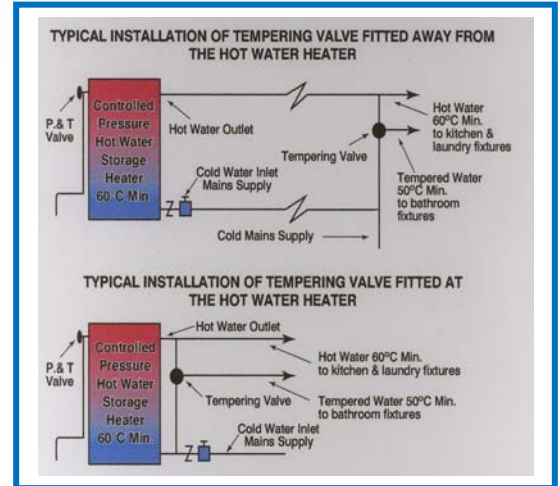 TYPICAL INSTALLATION OF TEMPERING VALVE FITTED AWAY FROM
THE HOT WATER HEATER
P.& T
Valve
Controlled
Pressure
Hot Water
Storage
Heater
60°C Min.
Hot Water Outlet
Cold Water Inlet
Mains Supply
Tempering Valve
Cold Mains Supply
Hot Water
60°C Min.
to kitchen &
laundry fixtures
Tempered Water
50°C Min.
to bathroom
fixtures
TYPICAL INSTALLATION OF TEMPERING VALVE FITTED AT
THE HOT WATER HEATER
P.& T
Valve
Controlled
Pressure
Hot Water
Storage
Heater
60°C Min.
Hot Water Outlet
Hot Water 60°C Min.
to kitchen & laundry fixtures
Tempering Valve
Tempered Water 50°C Min.
to bathroom fixtures
Cold Water Inlet
Mains Supply